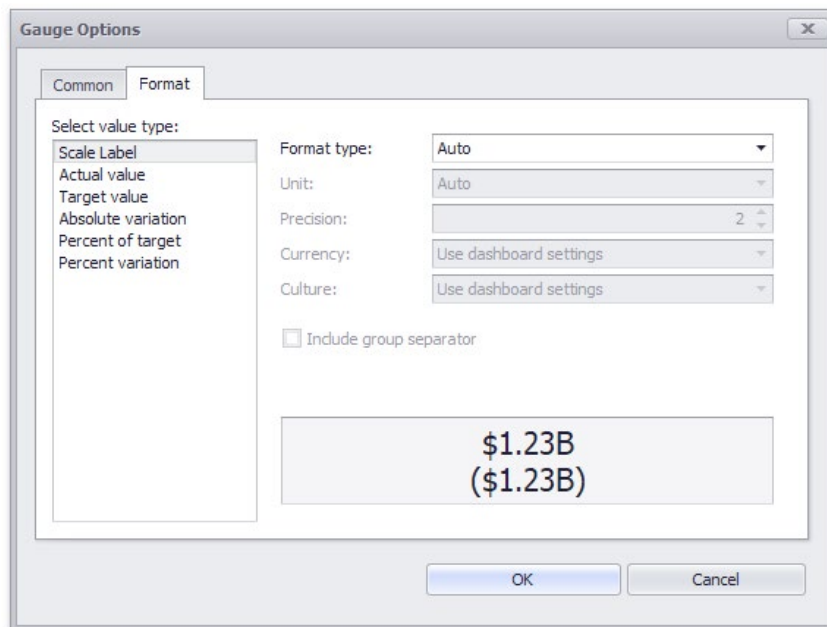 Gauge Options
Common
Format
Select value type:
Scale Label
Actual value
Target value
Absolute variation
Percent of target
Percent variation
Format type:
Auto
Unit:
Auto
Precision:
2
Currency:
Use dashboard settings
Culture:
Use dashboard settings
Include group separator
$1.23B
($1.23B)
OK
Cancel